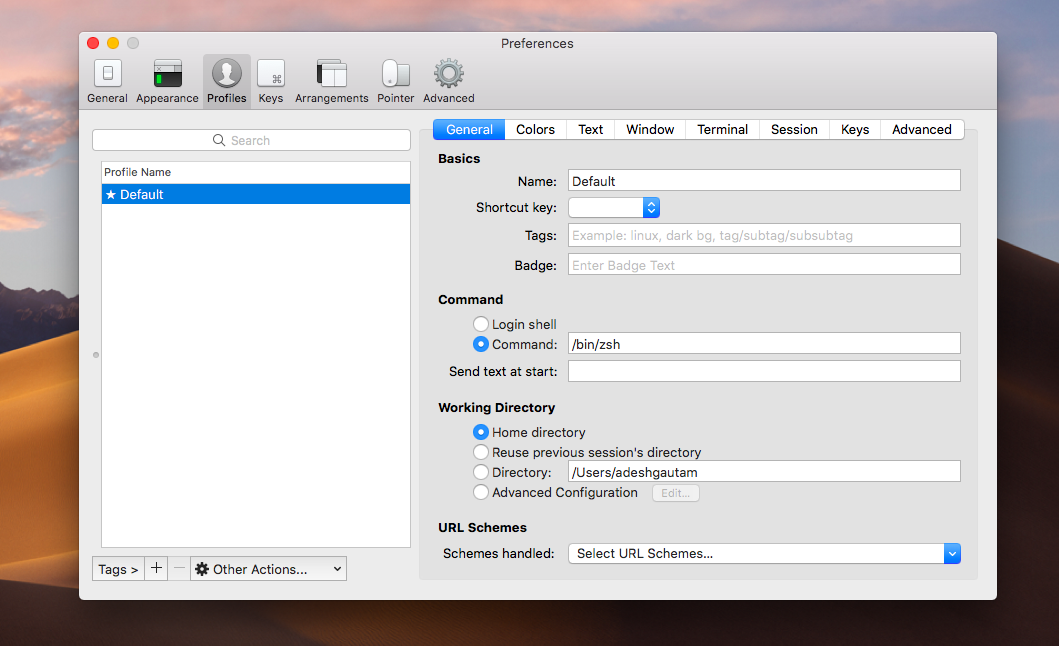 Preferences
General Appearance Profiles Keys Arrangements Pointer Advanced
Search
Profile Name
★ Default
Tags > + − Other Actions...
General Colors Text Window Terminal Session Keys Advanced
Basics
Name: Default
Shortcut key:
Tags: Example: linux, dark bg, tag/subtag/subsubtag
Badge: Enter Badge Text
Command
Login shell
Command: /bin/zsh
Send text at start:
Working Directory
Home directory
Reuse previous session's directory
Directory: /Users/adeshgautam
Advanced Configuration Edit...
URL Schemes
Schemes handled: Select URL Schemes...